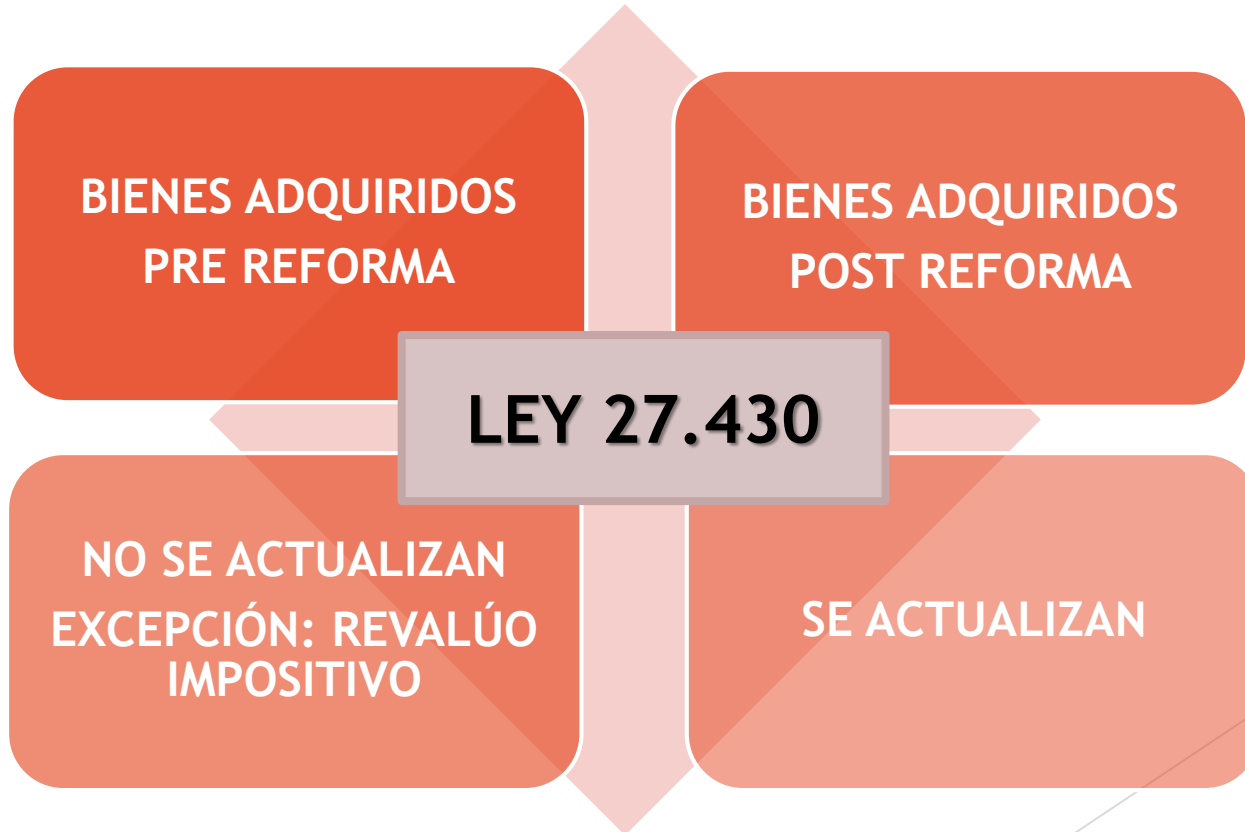 BIENES ADQUIRIDOS
PRE REFORMA
BIENES ADQUIRIDOS
POST REFORMA
LEY 27.430
NO SE ACTUALIZAN
EXCEPCIÓN: REVALÚO
IMPOSITIVO
SE ACTUALIZAN